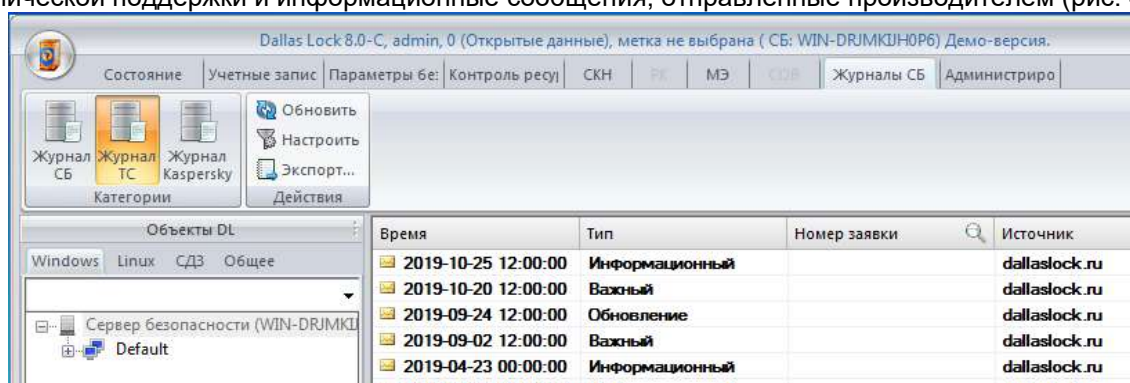 нической поддержки и информационные сообщения, отправленные производителем (рис.
Dallas Lock 8.0-C, admin, 0 (Открытые данные), метка не выбрана ( СБ: WIN-DRJMKIJH0P6) Демо-версия.
Состояние Учетные запис Параметры бе: Контроль ресу СКН РК МЭ СОВ Журналы СБ Администриро
Обновить
Настроить
Экспорт...
Журнал СБ Журнал ТС Журнал Kaspersky
Категории Действия
Объекты DL
Windows Linux СДЗ Общее
Сервер безопасности (WIN-DRJMKIJ
Default
Время Тип Номер заявки Источник
2019-10-25 12:00:00 Информационный dallaslock.ru
2019-10-20 12:00:00 Важный dallaslock.ru
2019-09-24 12:00:00 Обновление dallaslock.ru
2019-09-02 12:00:00 Важный dallaslock.ru
2019-04-23 00:00:00 Информационный dallaslock.ru